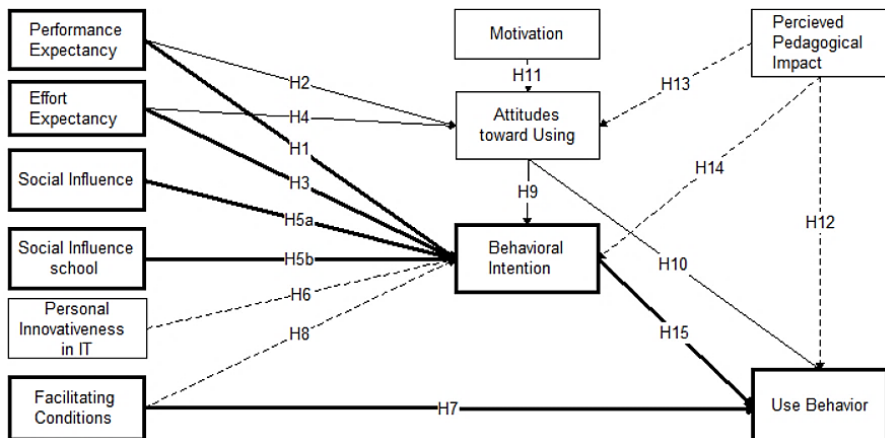 Performance
Expectancy
Motivation
Percieved
Pedagogical
Impact
H2
H11
H13
Effort
Expectancy
H4
Attitudes
toward Using
H1
H14
Social Influence
H3
H9
H5a
H12
Social Influence
school
H5b
Behavioral
Intention
H10
H6
Personal
Innovativeness
in IT
H8
H15
Facilitating
Conditions
H7
Use Behavior